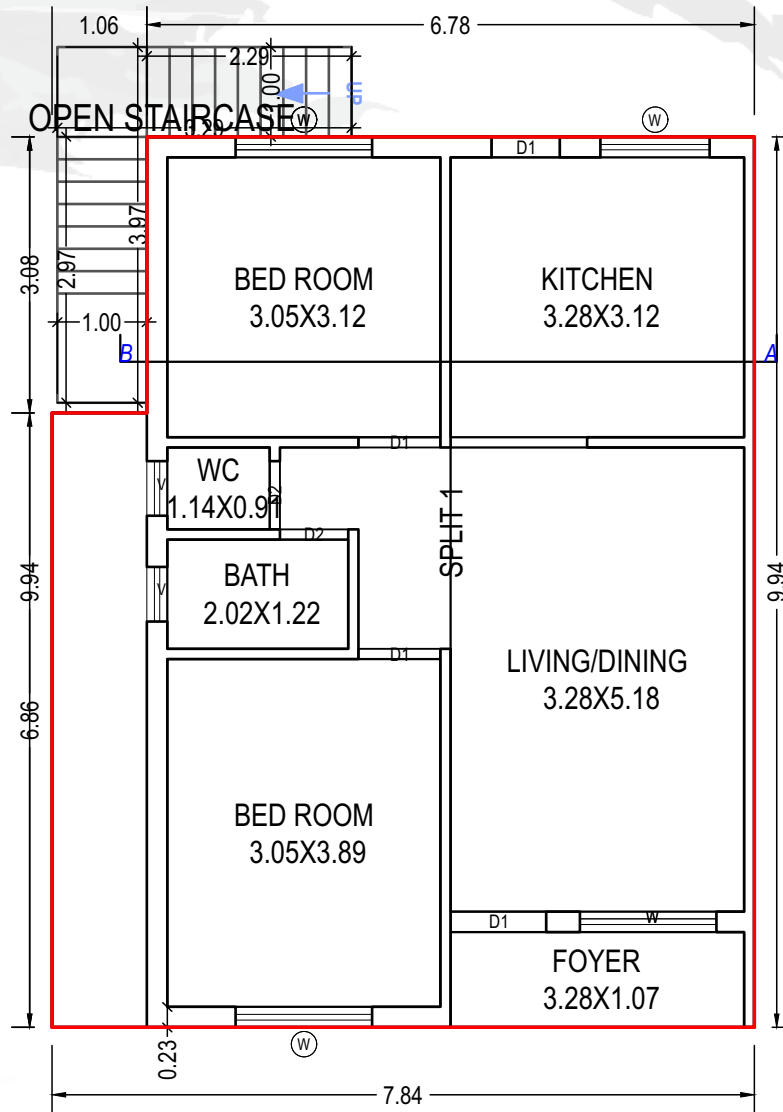 1.06
6.78
2.29
1.00
UP
OPEN STAIRCASE
W
W
3.29
D1
3.08
2.97
3.97
BED ROOM
3.05X3.12
KITCHEN
3.28X3.12
1.00
B
A
D1
WC
1.14X0.91
V
D2
SPLIT 1
D2
BATH
2.02X1.22
V
9.94
9.94
D1
LIVING/DINING
3.28X5.18
6.86
BED ROOM
3.05X3.89
D1
W
FOYER
3.28X1.07
0.23
W
7.84